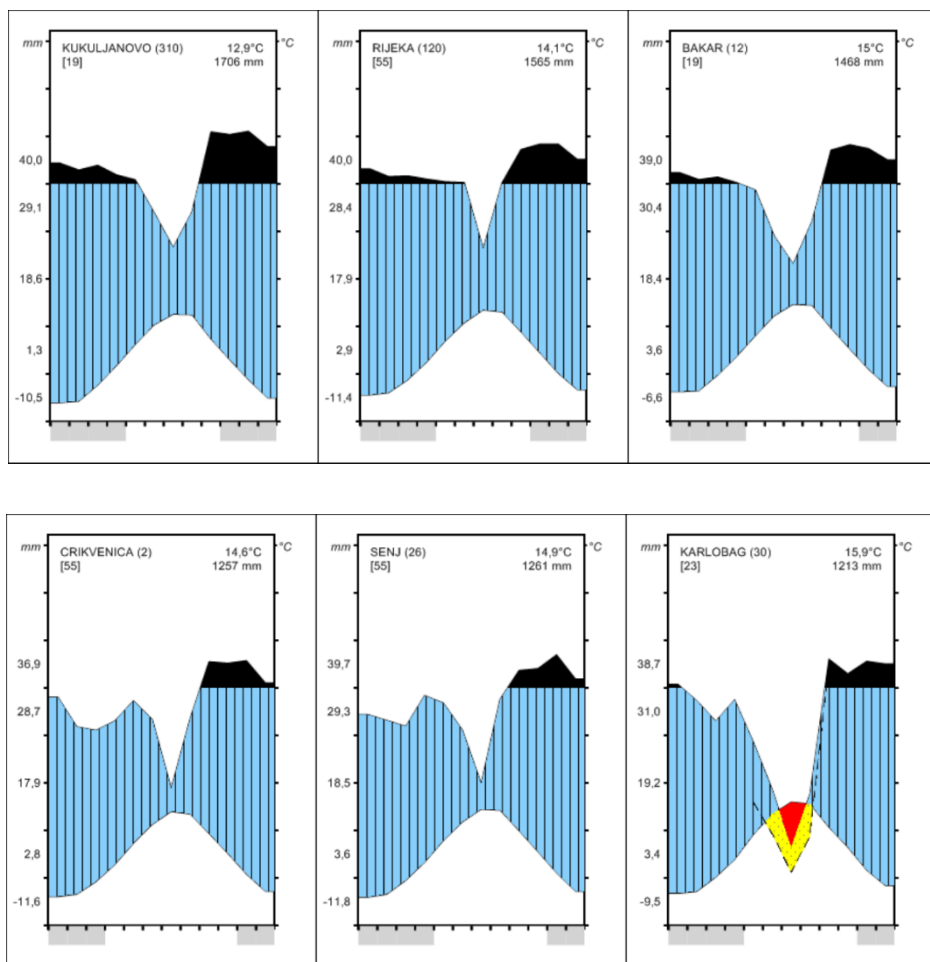 mm
°C
KUKULJANOVO (310) 12,9°C
[19] 1706 mm
40,0
29,1
18,6
1,3
-10,5
mm
°C
RIJEKA (120) 14,1°C
[55] 1565 mm
40,0
28,4
17,9
2,9
-11,4
mm
°C
BAKAR (12) 15°C
[19] 1468 mm
39,0
30,4
18,4
3,6
-6,6
mm
°C
CRIKVENICA (2) 14,6°C
[55] 1257 mm
36,9
28,7
17,9
2,8
-11,6
mm
°C
SENJ (26) 14,9°C
[55] 1261 mm
39,7
29,3
18,5
3,6
-11,8
mm
°C
KARLOBAG (30) 15,9°C
[23] 1213 mm
38,7
31,0
19,2
3,4
-9,5